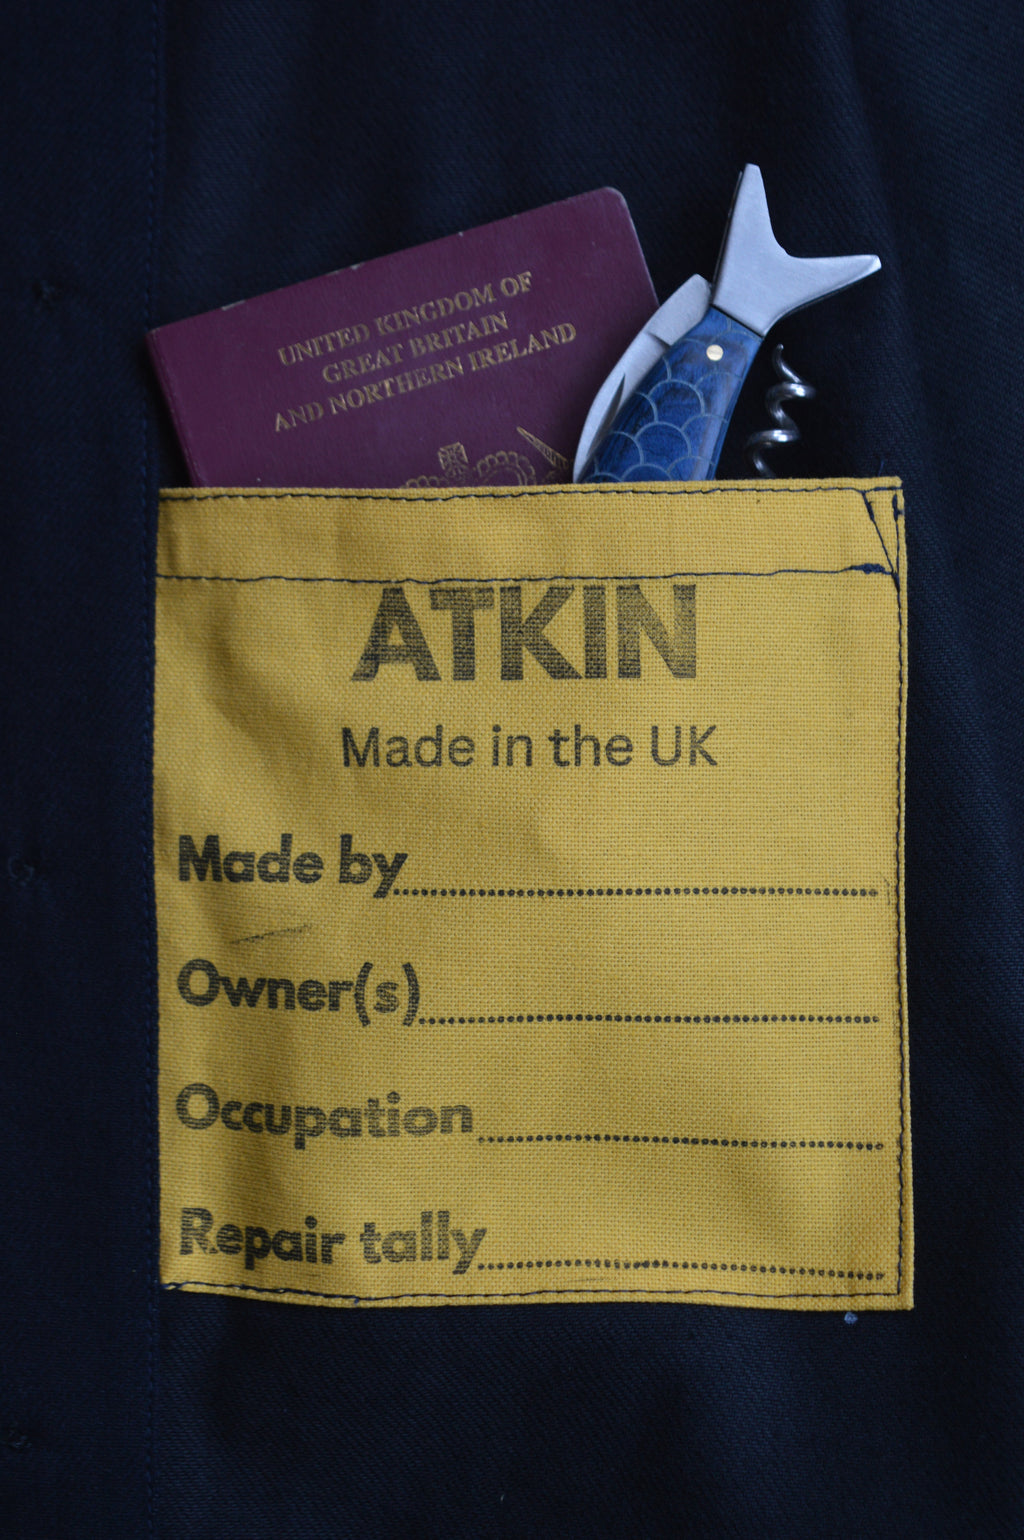 UNITED KINGDOM OF
GREAT BRITAIN
AND NORTHERN IRELAND
ATKIN
Made in the UK
Made by
Owner(s)
Occupation
Repair tally